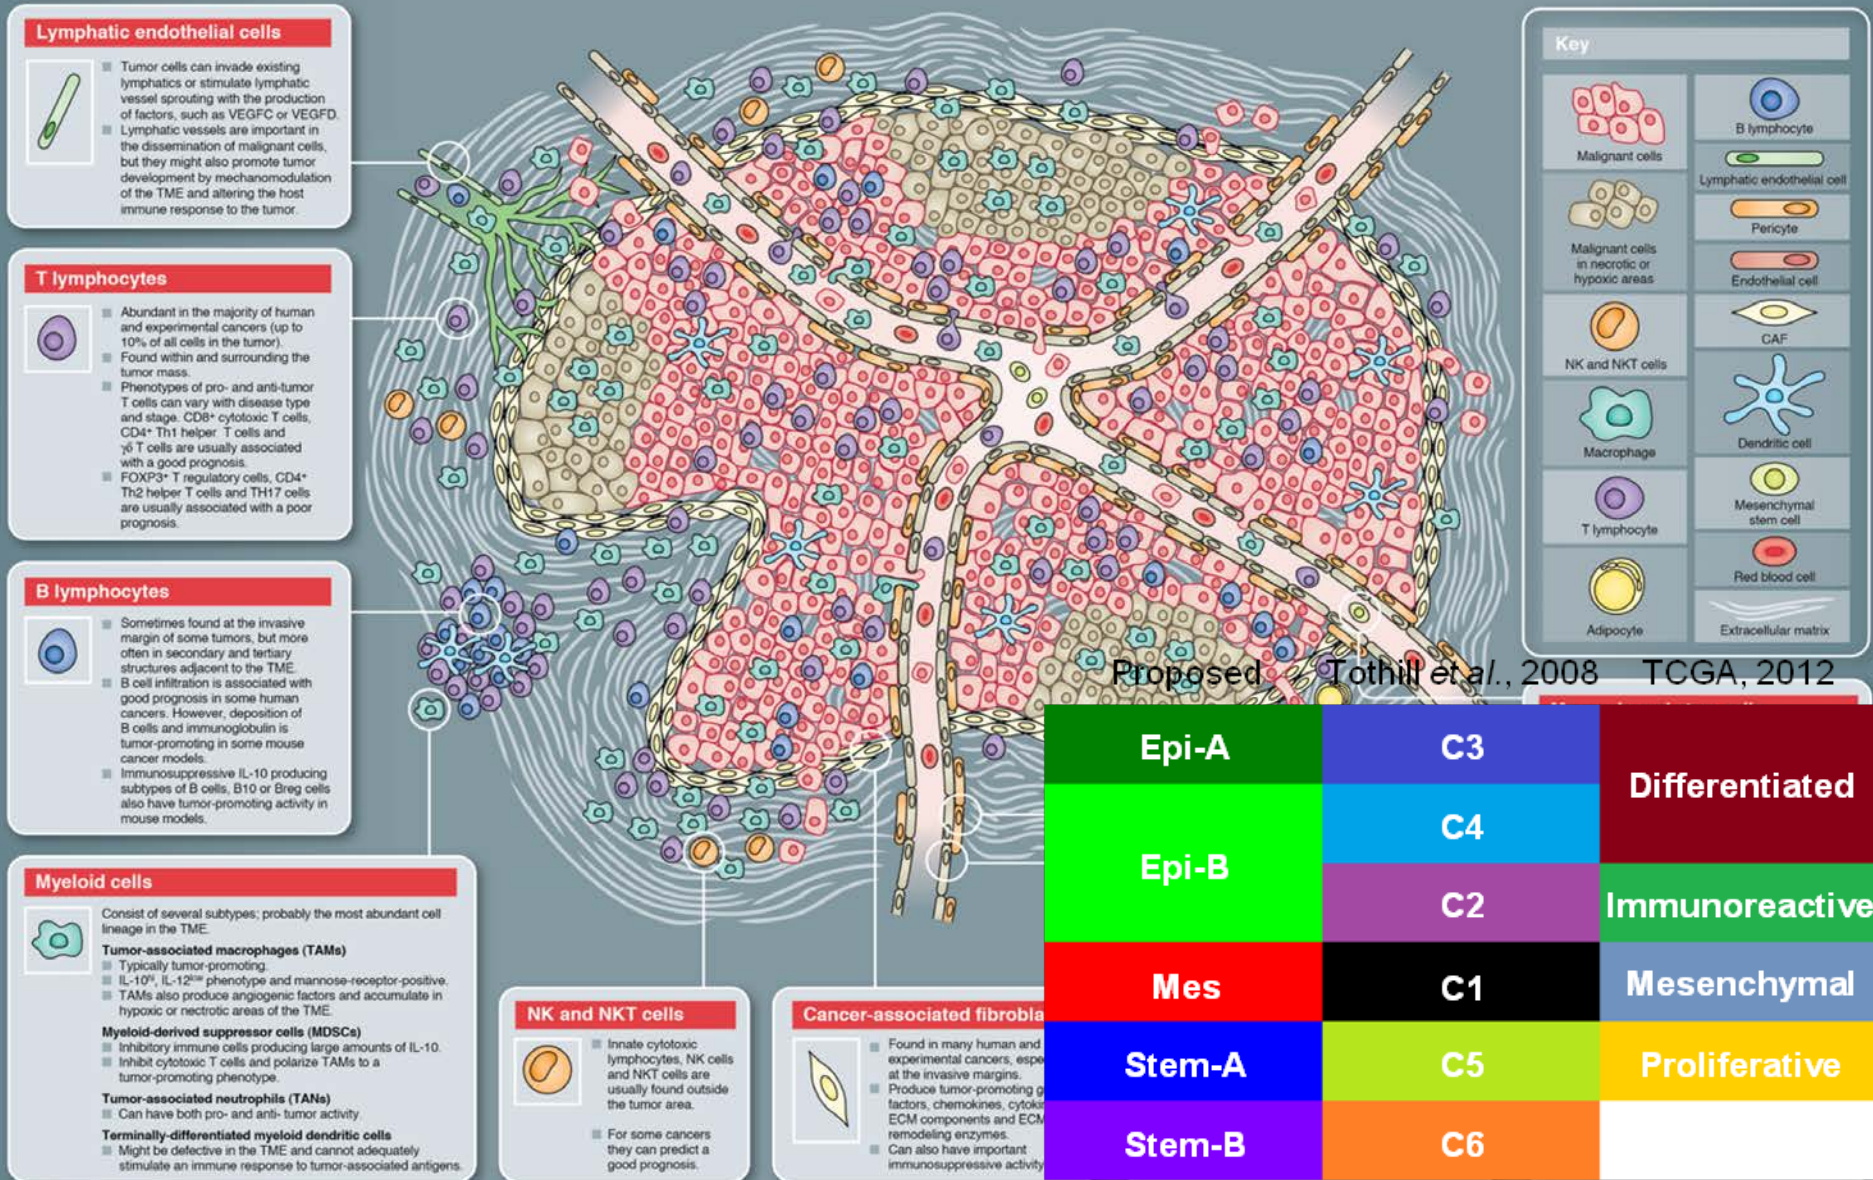 Lymphatic endothelial cells
Tumor cells can invade existing
lymphatics or stimulate lymphatic
vessel sprouting with the production
of factors, such as VEGFC or VEGFD.
Lymphatic vessels are important in
the dissemination of malignant cells,
but they might also promote tumor
development by mechanomodulation
of the TME and altering the host
immune response to the tumor.
T lymphocytes
Abundant in the majority of human
and experimental cancers (up to
10% of all cells in the tumor).
Found within and surrounding the
tumor mass.
Phenotypes of pro- and anti-tumor
T cells can vary with disease type
and stage. CD8⁺ cytotoxic T cells,
CD4⁺ Th1 helper T cells and
γδ T cells are usually associated
with a good prognosis.
FOXP3⁺ T regulatory cells, CD4⁺
Th2 helper T cells and TH17 cells
are usually associated with a poor
prognosis.
B lymphocytes
Sometimes found at the invasive
margin of some tumors, but more
often in secondary and tertiary
structures adjacent to the TME.
B cell infiltration is associated with
good prognosis in some human
cancers. However, deposition of
B cells and immunoglobulin is
tumor-promoting in some mouse
cancer models.
Immunosuppressive IL-10 producing
subtypes of B cells, B10 or Breg cells
also have tumor-promoting activity in
mouse models.
Myeloid cells
Consist of several subtypes; probably the most abundant cell
lineage in the TME.
Tumor-associated macrophages (TAMs)
Typically tumor-promoting.
IL-10ʰⁱ, IL-12ˡᵒʷ phenotype and mannose-receptor-positive.
TAMs also produce angiogenic factors and accumulate in
hypoxic or necrotic areas of the TME.
Myeloid-derived suppressor cells (MDSCs)
Inhibitory immune cells producing large amounts of IL-10.
Inhibit cytotoxic T cells and polarize TAMs to a
tumor-promoting phenotype.
Tumor-associated neutrophils (TANs)
Can have both pro- and anti- tumor activity.
Terminally-differentiated myeloid dendritic cells
Might be defective in the TME and cannot adequately
stimulate an immune response to tumor-associated antigens.
NK and NKT cells
Innate cytotoxic
lymphocytes, NK cells
and NKT cells are
usually found outside
the tumor area.
For some cancers
they can predict a
good prognosis.
Cancer-associated fibrobla
Found in many human and
experimental cancers, espe
at the invasive margins.
Produce tumor-promoting g
factors, chemokines, cytokin
ECM components and ECM
remodeling enzymes.
Can also have important
immunosuppressive activity
Key
Malignant cells
Malignant cells
in necrotic or
hypoxic areas
NK and NKT cells
Macrophage
T lymphocyte
Adipocyte
B lymphocyte
Lymphatic endothelial cell
Pericyte
Endothelial cell
CAF
Dendritic cell
Mesenchymal
stem cell
Red blood cell
Extracellular matrix
Proposed Tothill et al., 2008 TCGA, 2012
Epi-A C3 Differentiated
Epi-B C4
C2 Immunoreactive
Mes C1 Mesenchymal
Stem-A C5 Proliferative
Stem-B C6